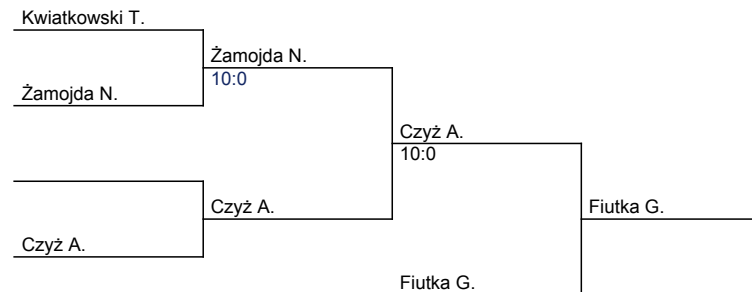 Kwiatkowski T.
Żamojda N.
10:0
Żamojda N.
Czyż A.
10:0
Czyż A.
Fiutka G.
Czyż A.
Fiutka G.